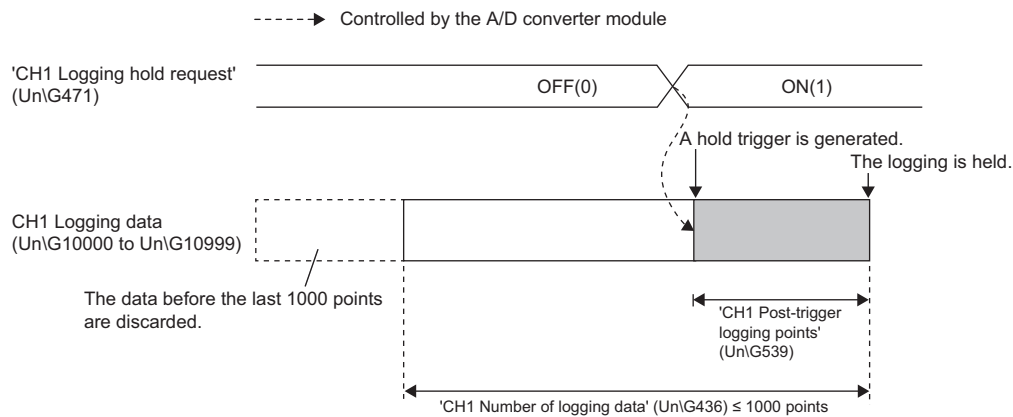 Controlled by the A/D converter module
'CH1 Logging hold request'
(Un\G471)
OFF(0)
ON(1)
A hold trigger is generated.
The logging is held.
CH1 Logging data
(Un\G10000 to Un\G10999)
The data before the last 1000 points
are discarded.
'CH1 Post-trigger
logging points'
(Un\G539)
'CH1 Number of logging data' (Un\G436) ≤ 1000 points